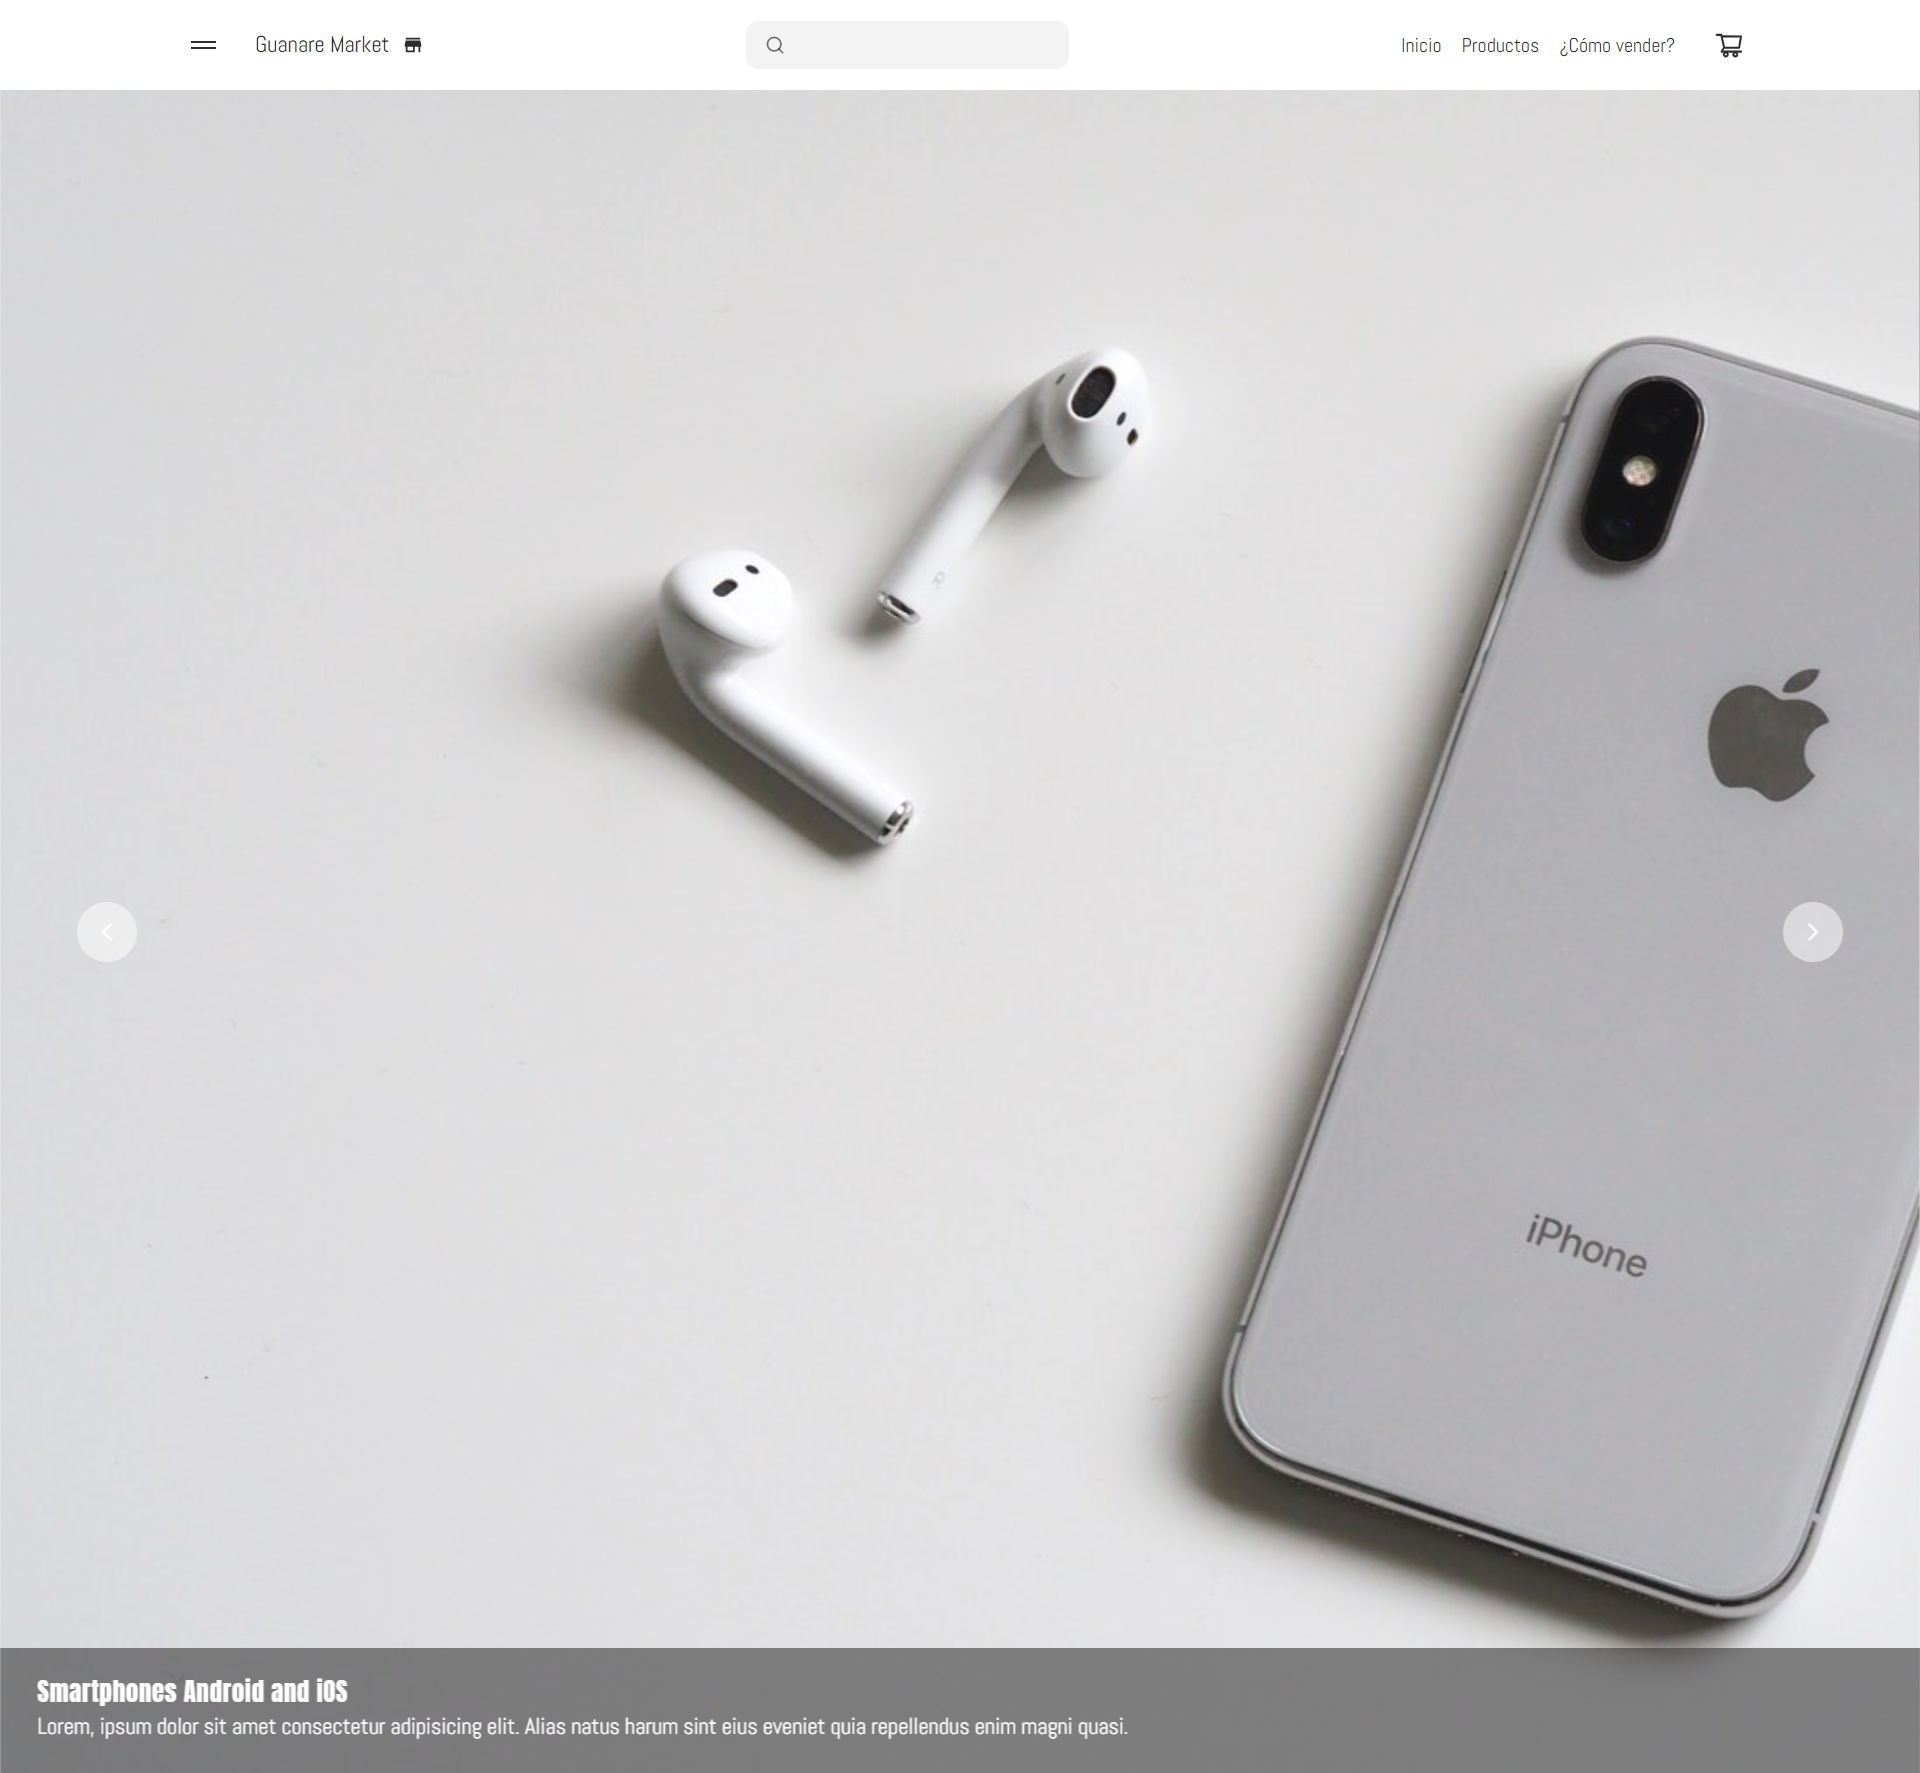 Guanare Market
Inicio Productos ¿Cómo vender?
R
iPhone
Smartphones Android and iOS
Lorem, ipsum dolor sit amet consectetur adipisicing elit. Alias natus harum sint eius eveniet quia repellendus enim magni quasi.